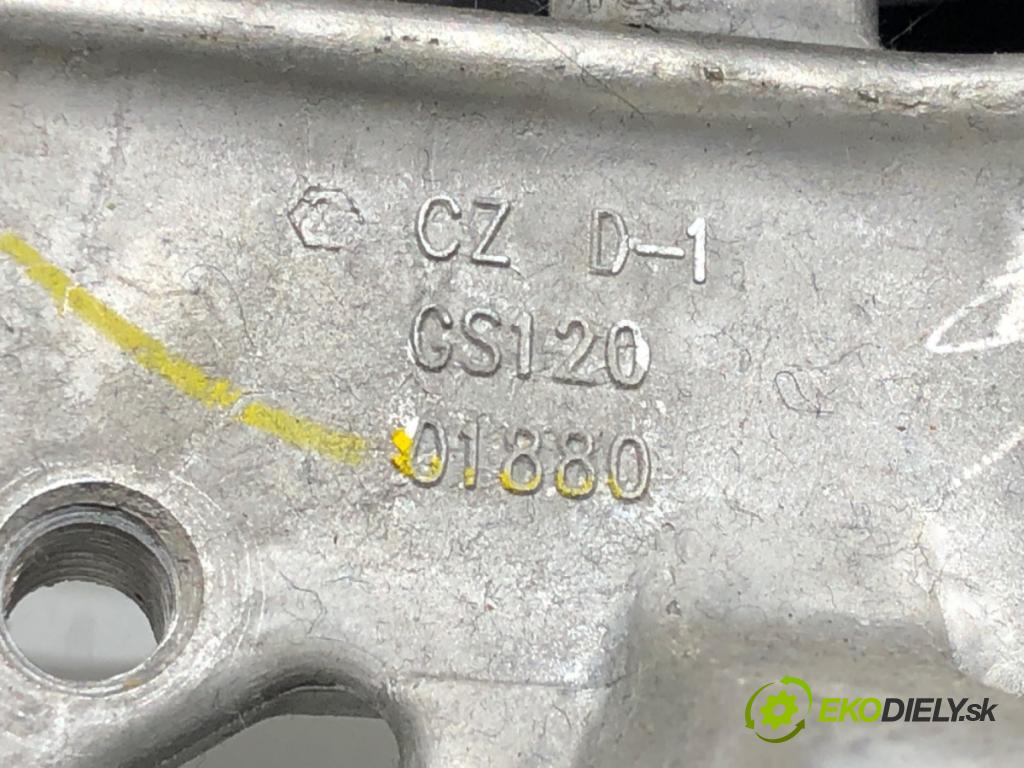 CZ D-1
GS120
01880
EKODIELY.sk